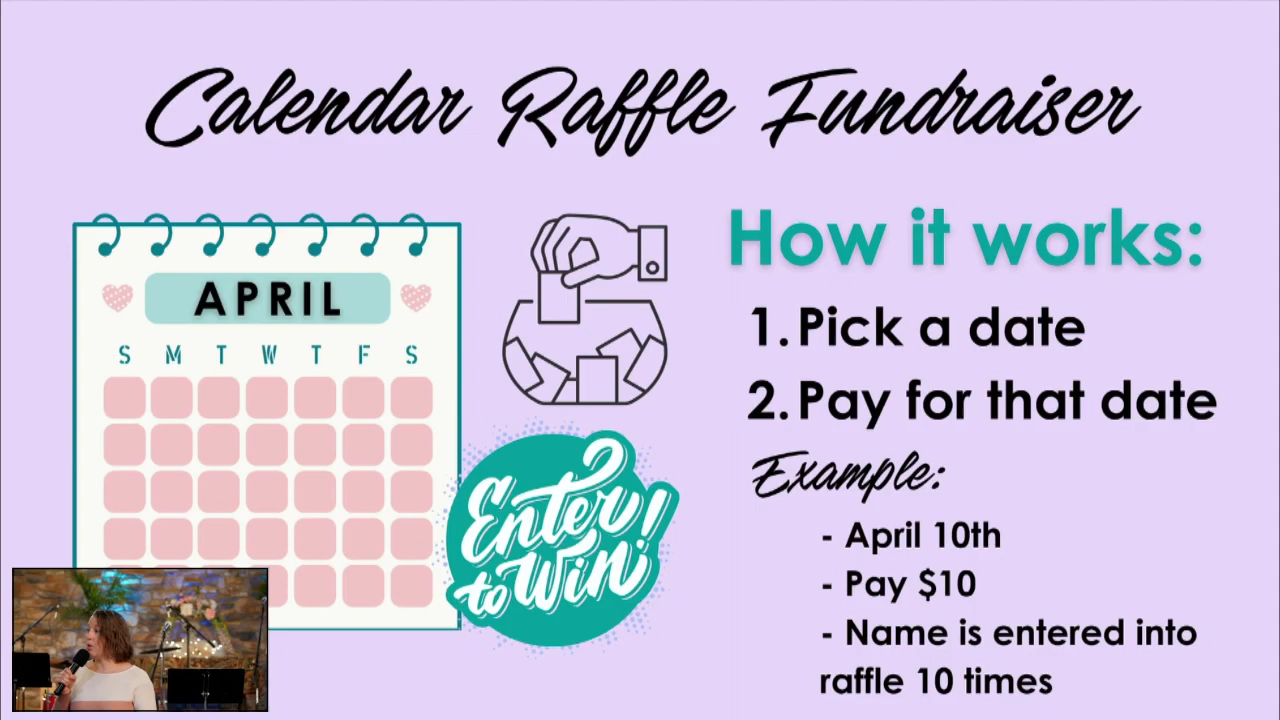 Calendar Raffle Fundraiser
APRIL
S M T W T F S
Enter
to Win!
How it works:
1. Pick a date
2. Pay for that date
Example:
- April 10th
- Pay $10
- Name is entered into
raffle 10 times